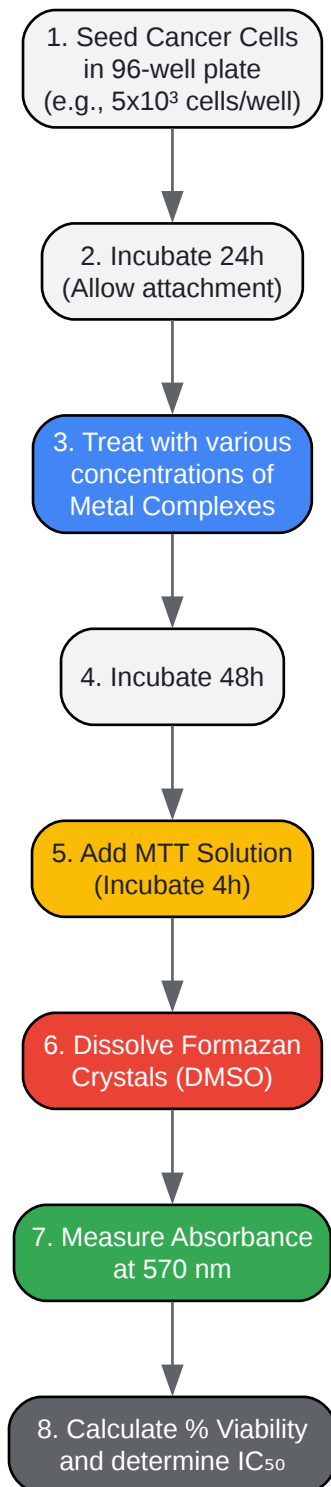 1. Seed Cancer Cells
in 96-well plate
(e.g., 5x10³ cells/well)
2. Incubate 24h
(Allow attachment)
3. Treat with various
concentrations of
Metal Complexes
4. Incubate 48h
5. Add MTT Solution
(Incubate 4h)
6. Dissolve Formazan
Crystals (DMSO)
7. Measure Absorbance
at 570 nm
8. Calculate % Viability
and determine IC₅₀